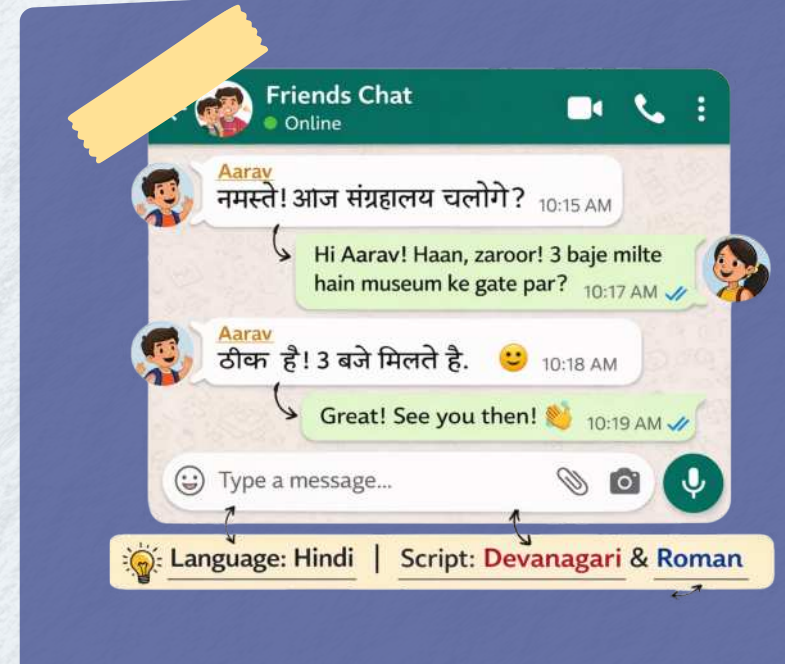 Friends Chat
Online
Aarav
नमस्ते! आज संग्रहालय चलोगे? 10:15 AM
Hi Aarav! Haan, zaroor! 3 baje milte
hain museum ke gate par? 10:17 AM
Aarav
ठीक है! 3 बजे मिलते है. 🙂 10:18 AM
Great! See you then! 👏 10:19 AM
Type a message...
Language: Hindi | Script: Devanagari & Roman